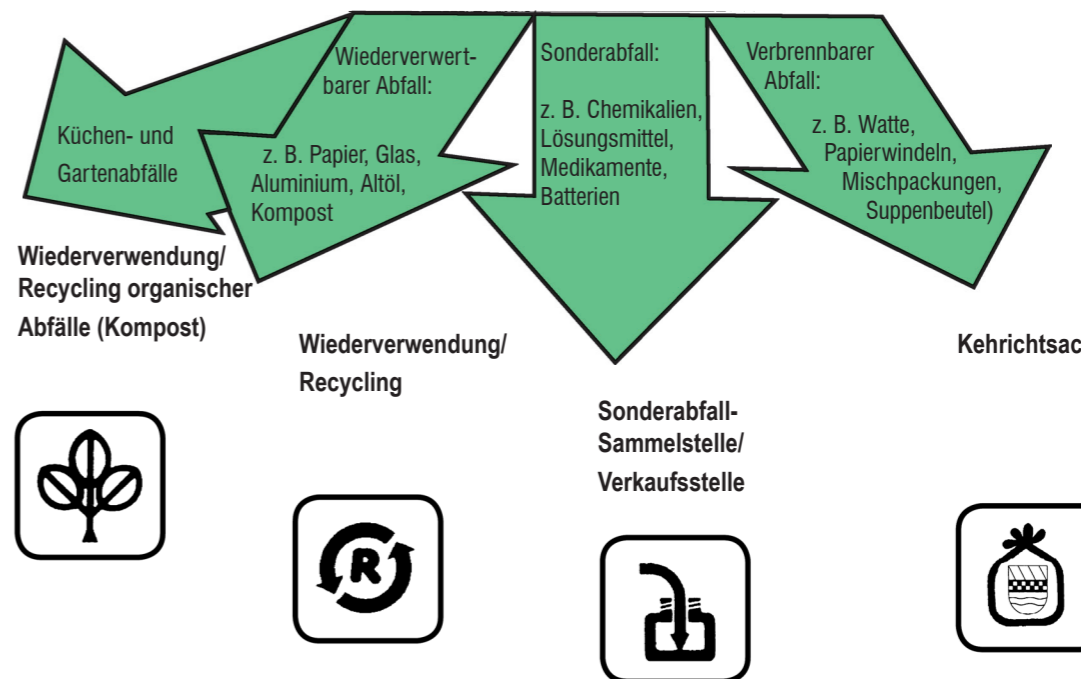 Küchen- und
Gartenabfälle
Wiederverwendung/
Recycling organischer
Abfälle (Kompost)
Wiederverwert-
barer Abfall:
z. B. Papier, Glas,
Aluminium, Altöl,
Kompost
Wiederverwendung/
Recycling
R
Sonderabfall:
z. B. Chemikalien,
Lösungsmittel,
Medikamente,
Batterien
Sonderabfall-
Sammelstelle/
Verkaufsstelle
Verbrennbarer
Abfall:
z. B. Watte,
Papierwindeln,
Mischpackungen,
Suppenbeutel)
Kehrichtsac